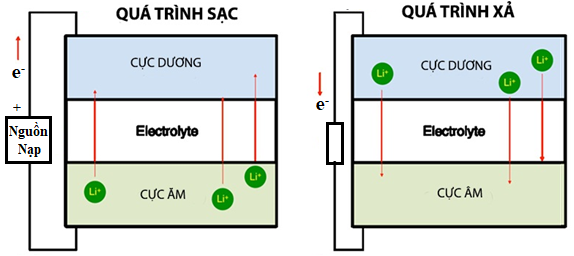 QUÁ TRÌNH SẠC
e-
+
Nguồn
Nạp
CỰC DƯƠNG
Electrolyte
Li+
Li+
Li+
CỰC ĂM
QUÁ TRÌNH XẢ
e-
CỰC DƯƠNG
Li+
Li+
Li+
Electrolyte
CỰC ÂM